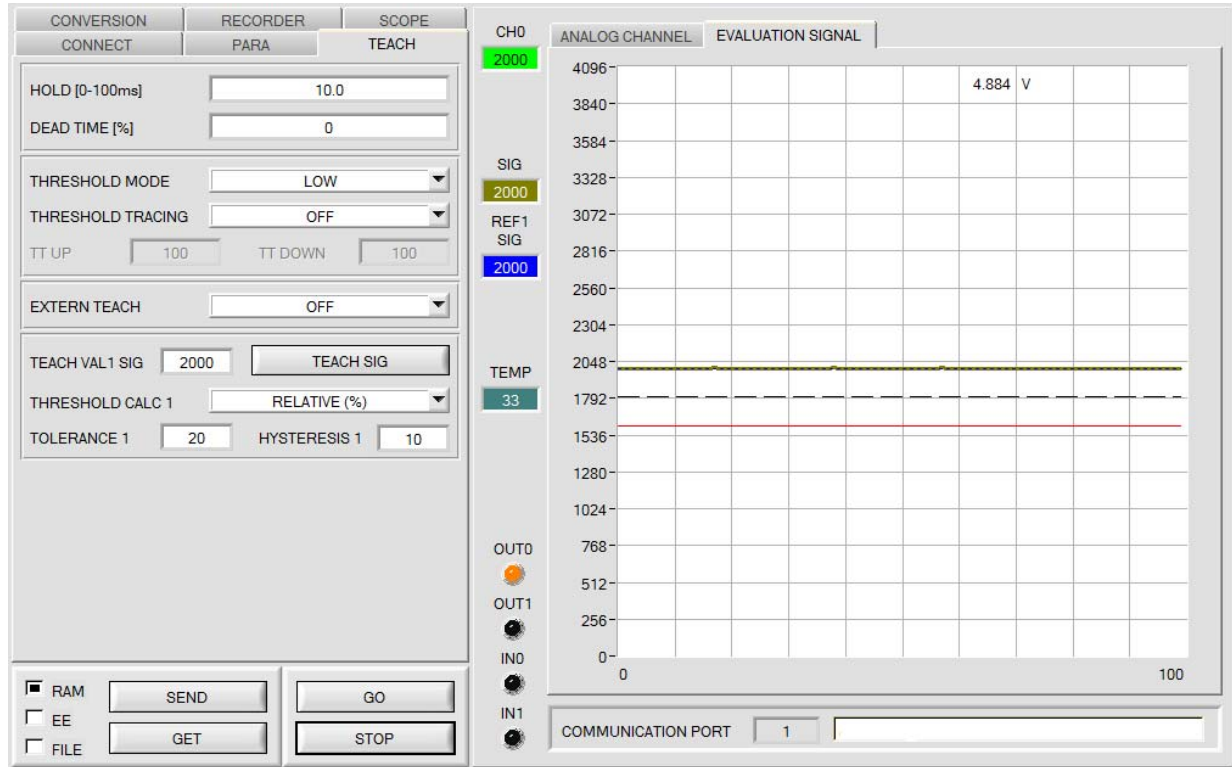 CONVERSION RECORDER SCOPE
CONNECT PARA TEACH
HOLD [0-100ms] 10.0
DEAD TIME [%] 0
THRESHOLD MODE LOW
THRESHOLD TRACING OFF
TT UP 100 TT DOWN 100
EXTERN TEACH OFF
TEACH VAL1 SIG 2000 TEACH SIG
THRESHOLD CALC 1 RELATIVE (%)
TOLERANCE 1 20 HYSTERESIS 1 10
RAM SEND GO
EE
GET STOP
FILE
CH0
2000
SIG
2000
REF1
SIG
2000
TEMP
33
OUT0
OUT1
IN0
IN1
ANALOG CHANNEL EVALUATION SIGNAL
4.884 V
4096
3840
3584
3328
3072
2816
2560
2304
2048
1792
1536
1280
1024
768
512
256
0
0 100
COMMUNICATION PORT 1